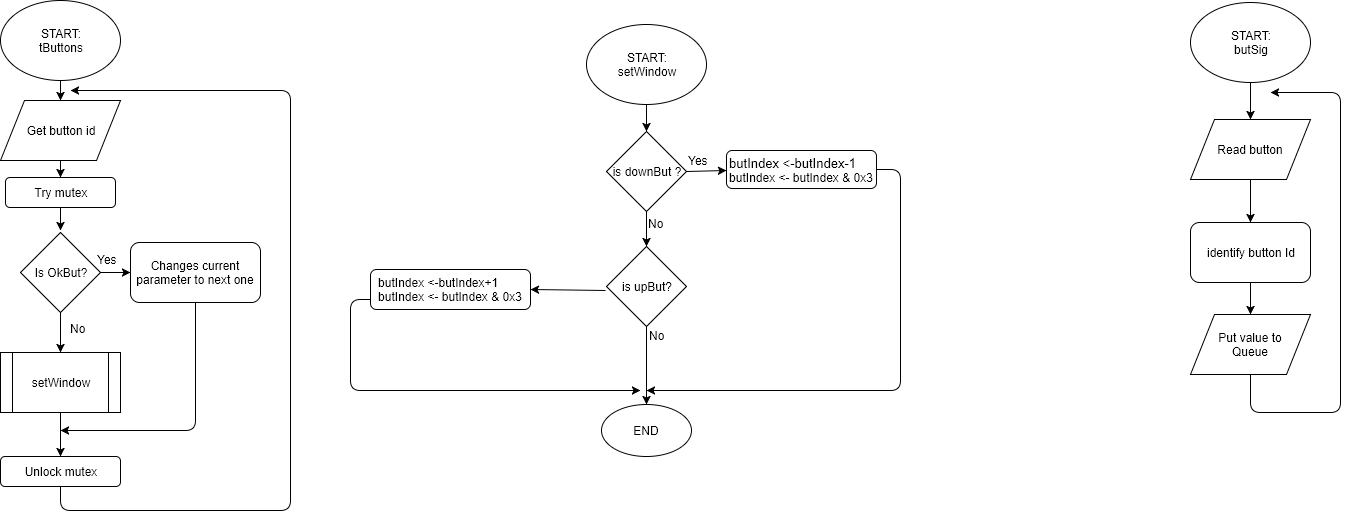 START:
tButtons
Get button id
Try mutex
Is OkBut?
Yes
Changes current
parameter to next one
No
setWindow
Unlock mutex
START:
setWindow
is downBut ?
Yes
butIndex <-butIndex-1
butIndex <- butIndex & 0x3
No
is upBut?
butIndex <-butIndex+1
butIndex <- butIndex & 0x3
No
END
START:
butSig
Read button
identify button Id
Put value to
Queue